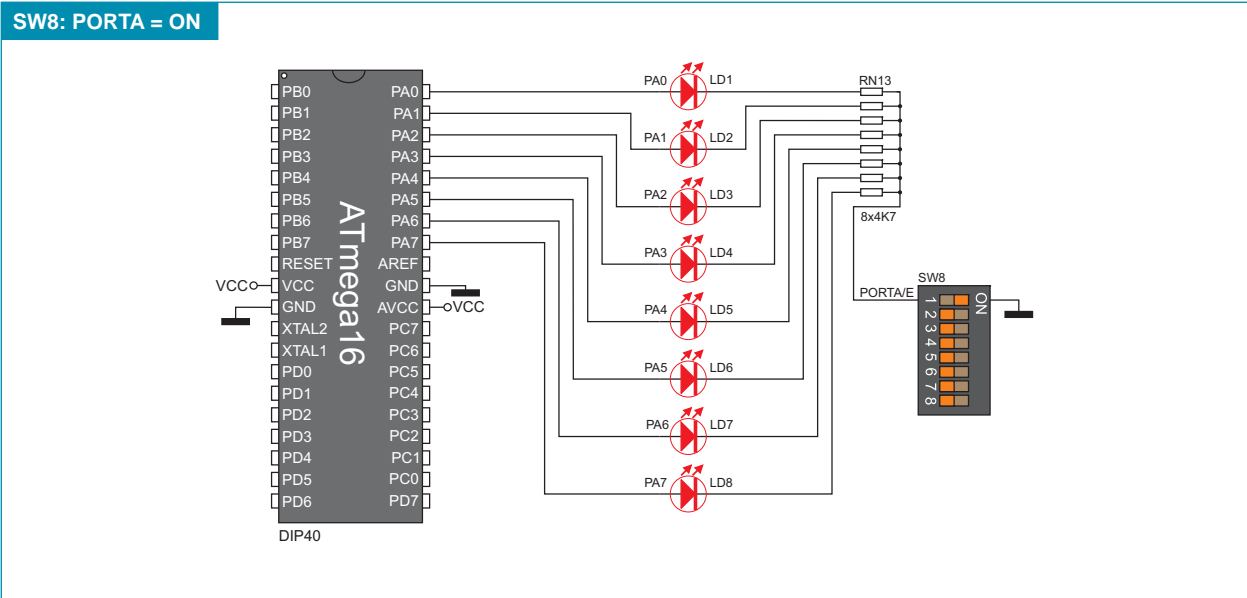 SW8: PORTA = ON
PB0 PA0
PB1 PA1
PB2 PA2
PB3 PA3
PB4 PA4
PB5 PA5
PB6 PA6
PB7 PA7
RESET AREF
VCC VCC GND
GND AVCC VCC
XTAL2 PC7
XTAL1 PC6
PD0 PC5
PD1 PC4
PD2 PC3
PD3 PC2
PD4 PC1
PD5 PC0
PD6 PD7
ATmega16
DIP40
PA0 LD1
PA1 LD2
PA2 LD3
PA3 LD4
PA4 LD5
PA5 LD6
PA6 LD7
PA7 LD8
RN13
8x4K7
SW8
PORTA/E
ON
1
2
3
4
5
6
7
8